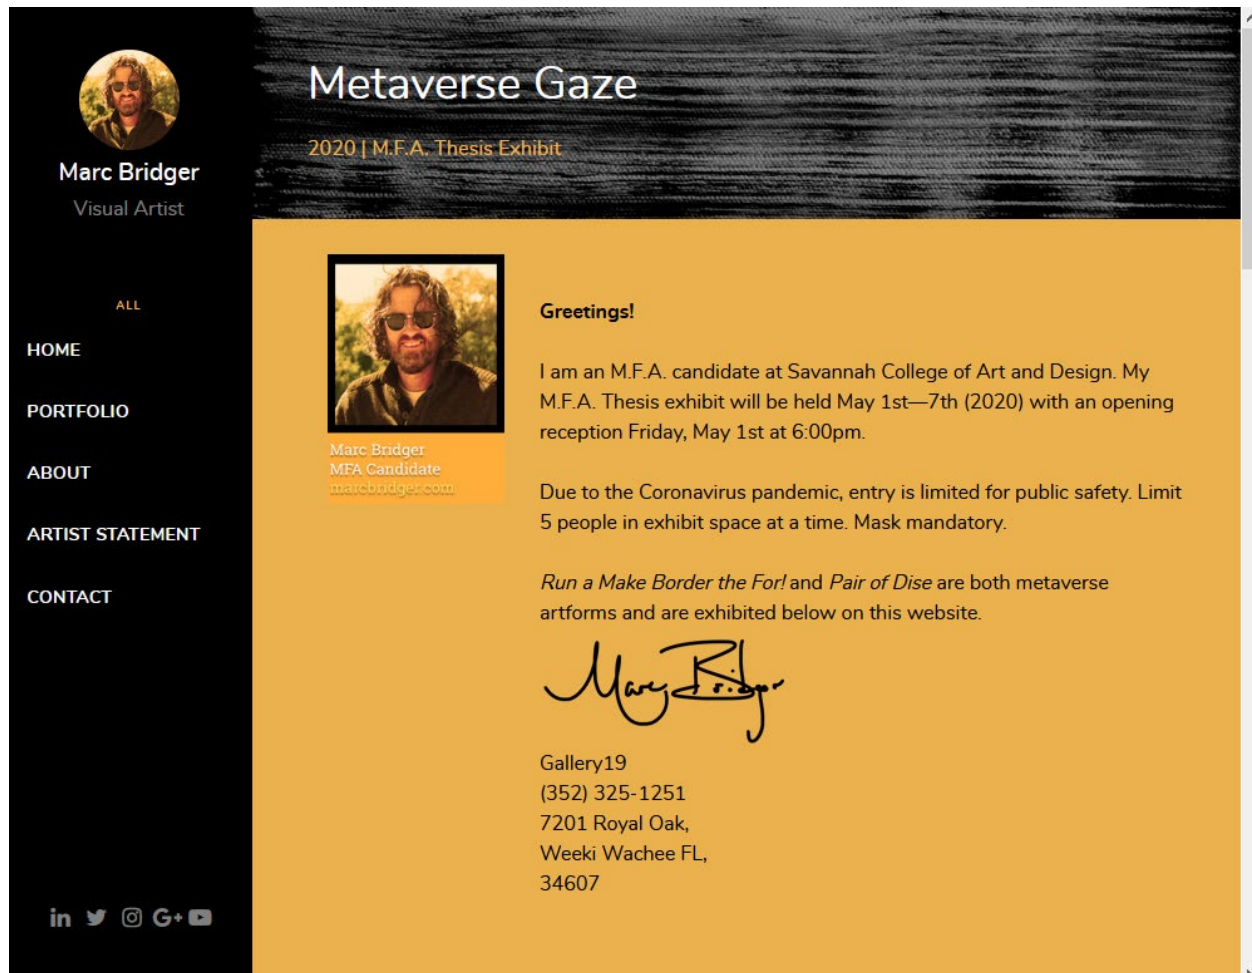 Marc Bridger
Visual Artist
ALL
HOME
PORTFOLIO
ABOUT
ARTIST STATEMENT
CONTACT
in
G+
Metaverse Gaze
2020 | M.F.A. Thesis Exhibit
Marc Bridger
MFA Candidate
marcbridger.com
Greetings!
I am an M.F.A. candidate at Savannah College of Art and Design. My
M.F.A. Thesis exhibit will be held May 1st—7th (2020) with an opening
reception Friday, May 1st at 6:00pm.
Due to the Coronavirus pandemic, entry is limited for public safety. Limit
5 people in exhibit space at a time. Mask mandatory.
Run a Make Border the For! and Pair of Dise are both metaverse
artforms and are exhibited below on this website.
Marc Bridger
Gallery19
(352) 325-1251
7201 Royal Oak,
Weeki Wachee FL,
34607